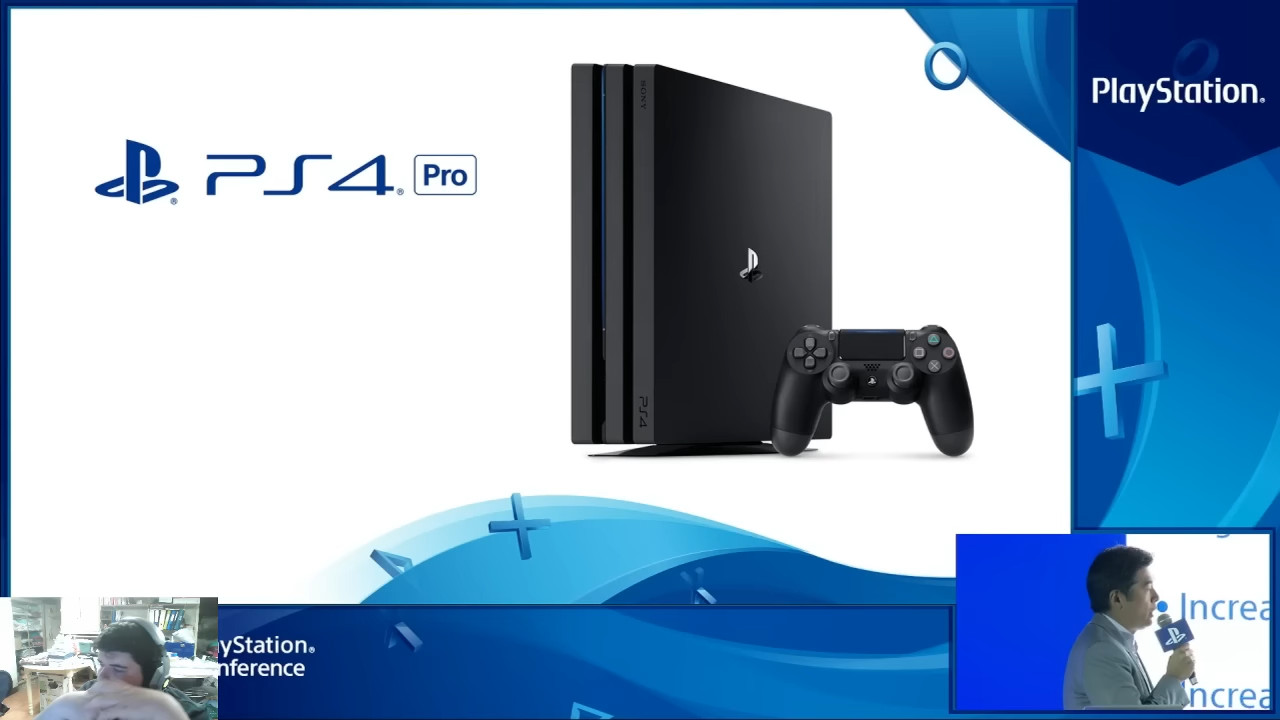 PS4® Pro
SONY
PS4
PlayStation®
yStation®
nference
Increa
Increa